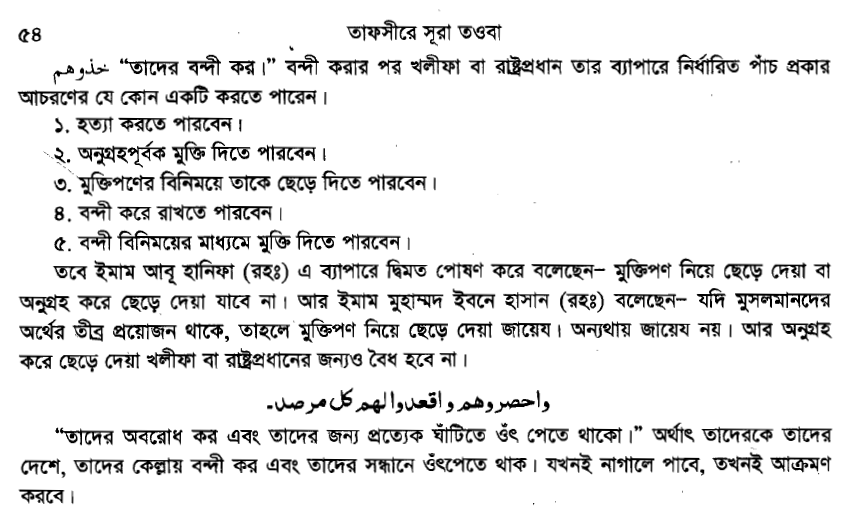 ৫৪ তাফসীরে সূরা তওবা
خذوهم “তাদের বন্দী কর।” বন্দী করার পর খলীফা বা রাষ্ট্রপ্রধান তার ব্যাপারে নির্ধারিত পাঁচ প্রকার
আচরণের যে কোন একটি করতে পারেন।
১. হত্যা করতে পারবেন।
২. অনুগ্রহপূর্বক মুক্তি দিতে পারবেন।
৩. মুক্তিপণের বিনিময়ে তাকে ছেড়ে দিতে পারবেন।
৪. বন্দী করে রাখতে পারবেন।
৫. বন্দী বিনিময়ের মাধ্যমে মুক্তি দিতে পারবেন।
তবে ইমাম আবূ হানিফা (রহঃ) এ ব্যাপারে দ্বিমত পোষণ করে বলেছেন– মুক্তিপণ নিয়ে ছেড়ে দেয়া বা
অনুগ্রহ করে ছেড়ে দেয়া যাবে না। আর ইমাম মুহাম্মদ ইবনে হাসান (রহঃ) বলেছেন– যদি মুসলমানদের
অর্থের তীব্র প্রয়োজন থাকে, তাহলে মুক্তিপণ নিয়ে ছেড়ে দেয়া জায়েয। অন্যথায় জায়েয নয়। আর অনুগ্রহ
করে ছেড়ে দেয়া খলীফা বা রাষ্ট্রপ্রধানের জন্যও বৈধ হবে না।
واحصروهم واقعدوا لهم كل مرصد۔
“তাদের অবরোধ কর এবং তাদের জন্য প্রত্যেক ঘাঁটিতে ওঁৎ পেতে থাকো।” অর্থাৎ তাদেরকে তাদের
দেশে, তাদের কেল্লায় বন্দী কর এবং তাদের সন্ধানে ওঁৎপেতে থাক। যখনই নাগালে পাবে, তখনই আক্রমণ
করবে।